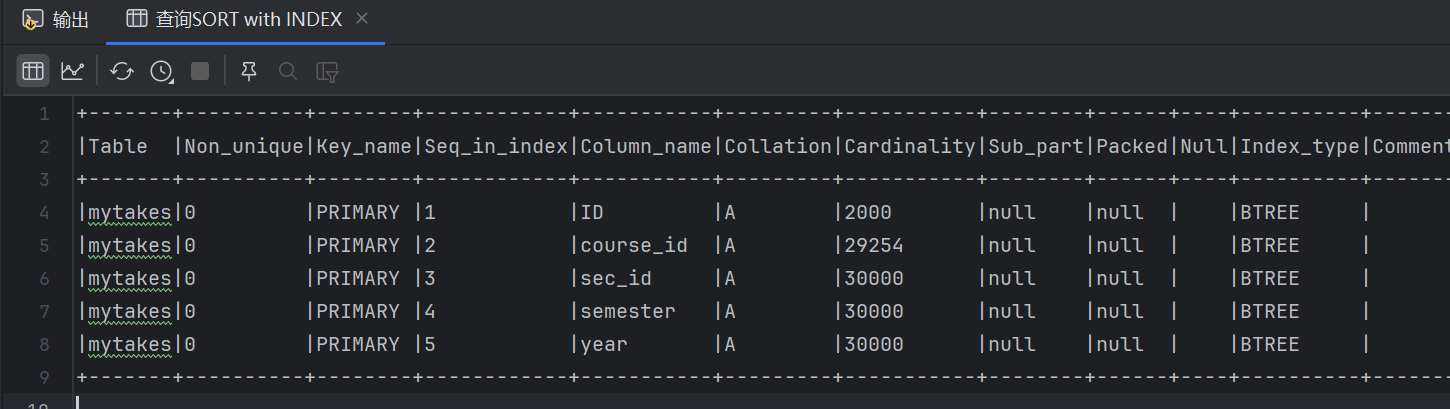 输出 查询SORT with INDEX
1 +-------+----------+--------+------------+-----------+---------+-----------+--------+------+----+----------+-------
2 |Table  |Non_unique|Key_name|Seq_in_index|Column_name|Collation|Cardinality|Sub_part|Packed|Null|Index_type|Comment
3 +-------+----------+--------+------------+-----------+---------+-----------+--------+------+----+----------+-------
4 |mytakes|0         |PRIMARY |1           |ID         |A        |2000       |null    |null  |    |BTREE     |
5 |mytakes|0         |PRIMARY |2           |course_id  |A        |29254      |null    |null  |    |BTREE     |
6 |mytakes|0         |PRIMARY |3           |sec_id     |A        |30000      |null    |null  |    |BTREE     |
7 |mytakes|0         |PRIMARY |4           |semester   |A        |30000      |null    |null  |    |BTREE     |
8 |mytakes|0         |PRIMARY |5           |year       |A        |30000      |null    |null  |    |BTREE     |
9 +-------+----------+--------+------------+-----------+---------+-----------+--------+------+----+----------+-------
10